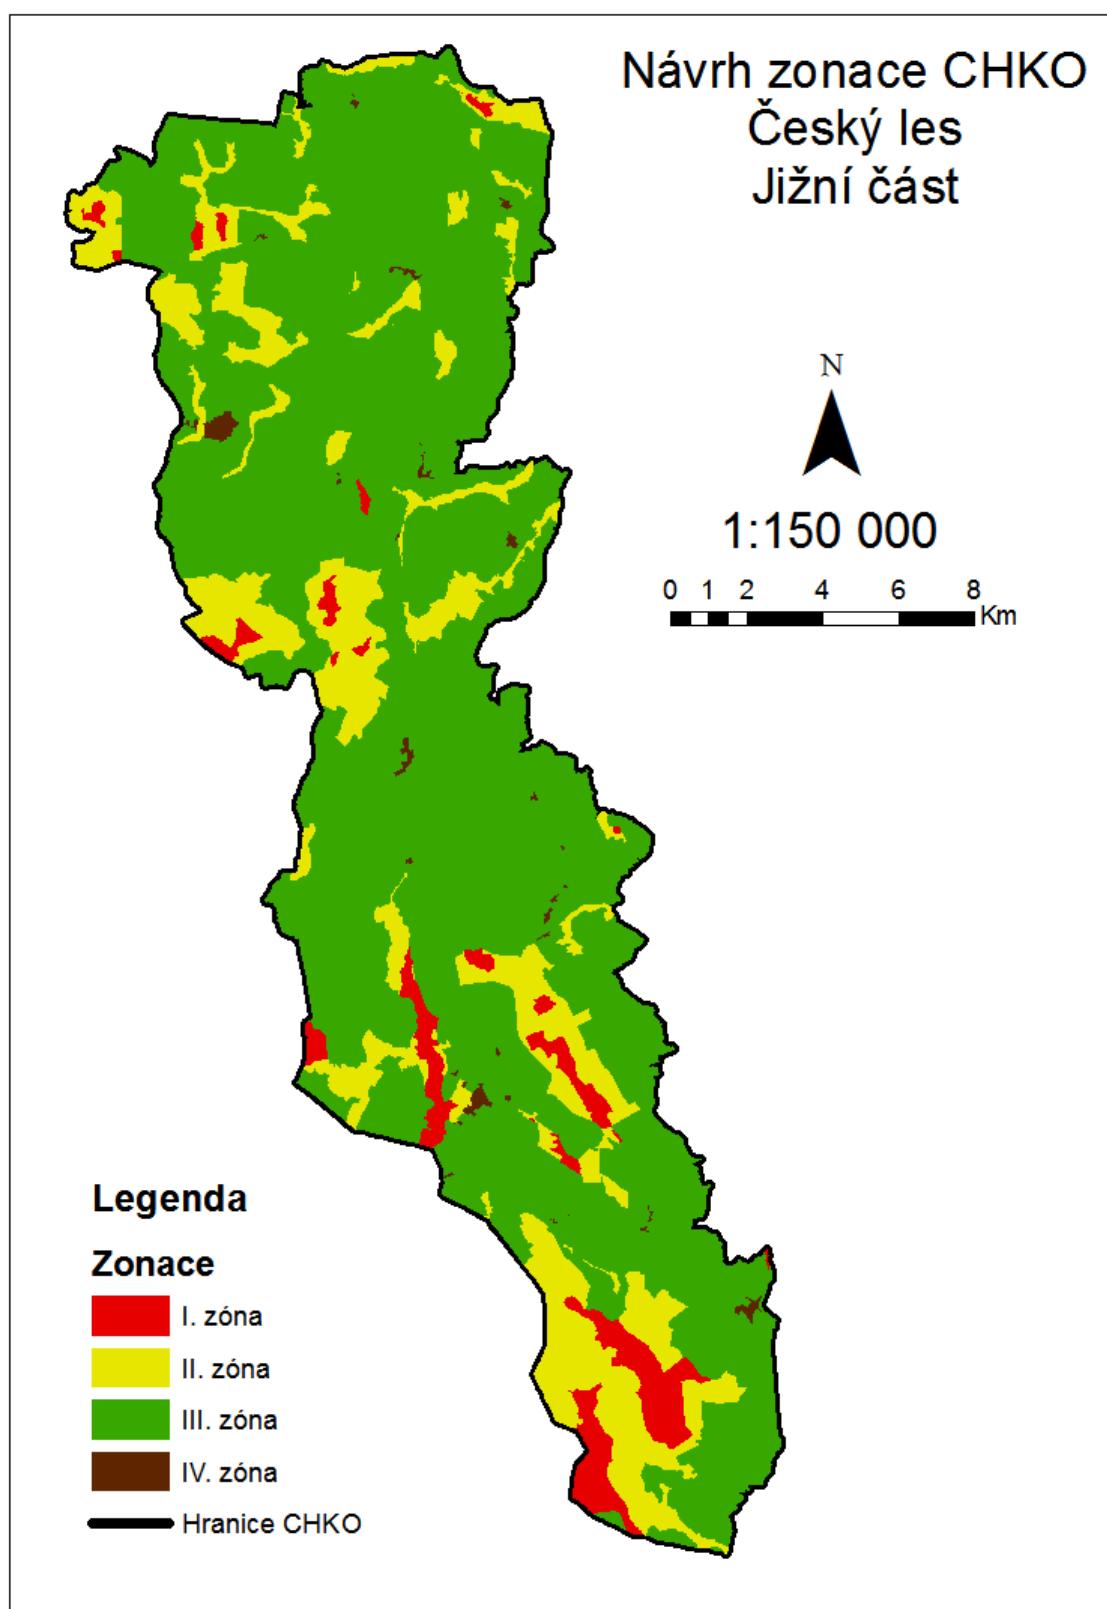 Návrh zonace CHKO
Český les
Jižní část
N
1:150 000
0 1 2 4 6 8
Km
Legenda
Zonace
I. zóna
II. zóna
III. zóna
IV. zóna
Hranice CHKO